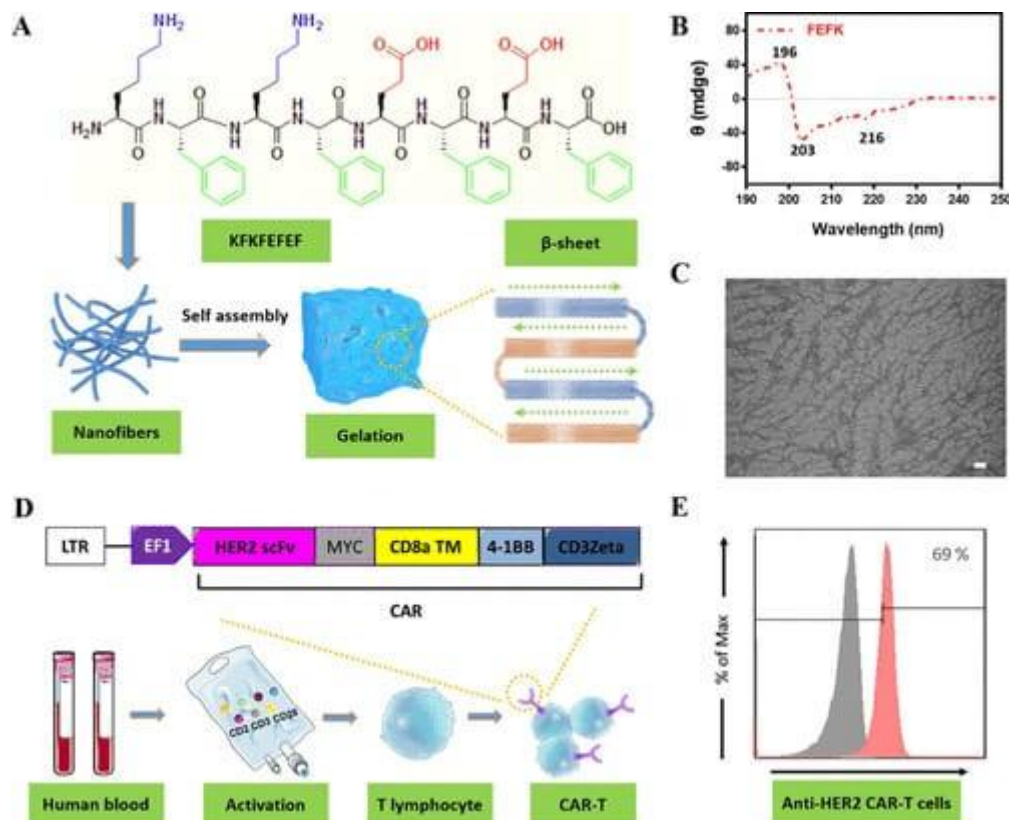 A
NH2
NH2
O
OH
O
OH
H2N
O
H
N
O
N
H
O
H
N
O
N
H
O
H
N
O
N
H
O
H
N
O
OH
KFKFEFEF
β-sheet
Self assembly
Nanofibers
Gelation
B
FEFK
80
40
0
-40
-80
θ (mdge)
196
203
216
190 200 210 220 230 240 250
Wavelength (nm)
C
D
LTR
EF1
HER2 scFv
MYC
CD8a TM
4-1BB
CD3Zeta
CAR
CD2 CD3 CD28
Human blood
Activation
T lymphocyte
CAR-T
E
69 %
% of Max
Anti-HER2 CAR-T cells